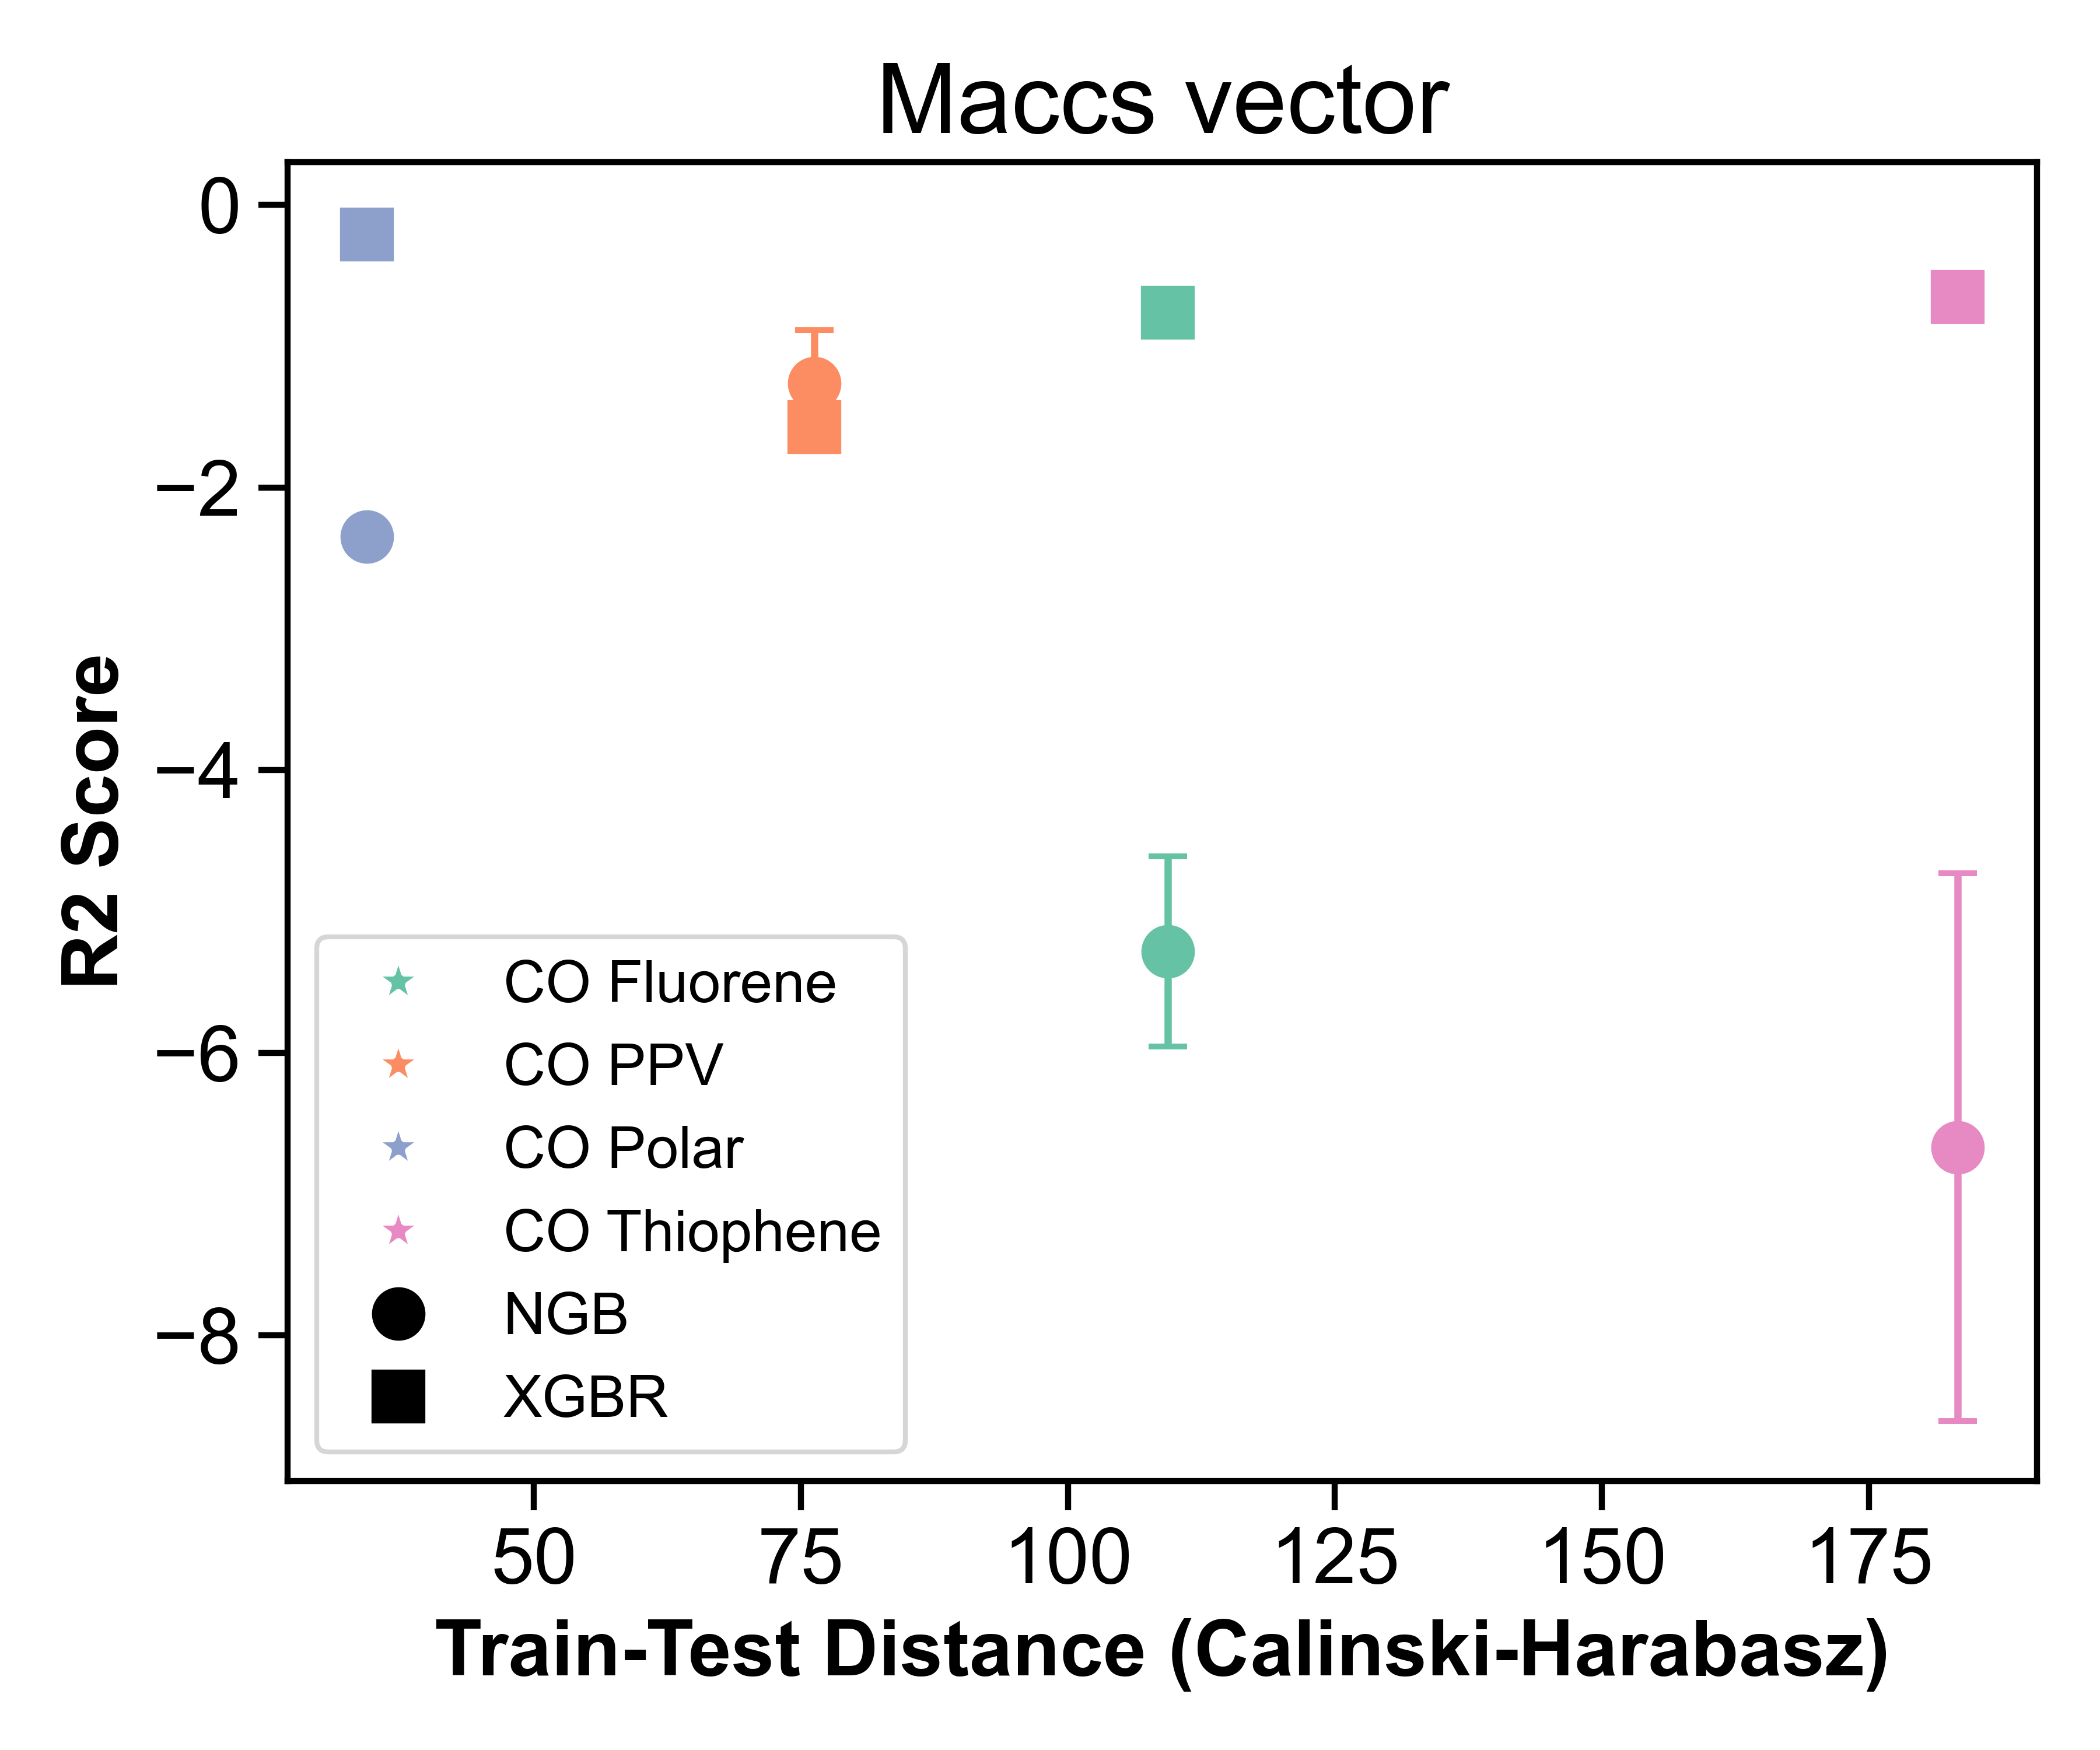 Maccs vector
0
−2
−4
−6
−8
R2 Score
CO Fluorene
CO PPV
CO Polar
CO Thiophene
NGB
XGBR
50 75 100 125 150 175
Train-Test Distance (Calinski-Harabasz)